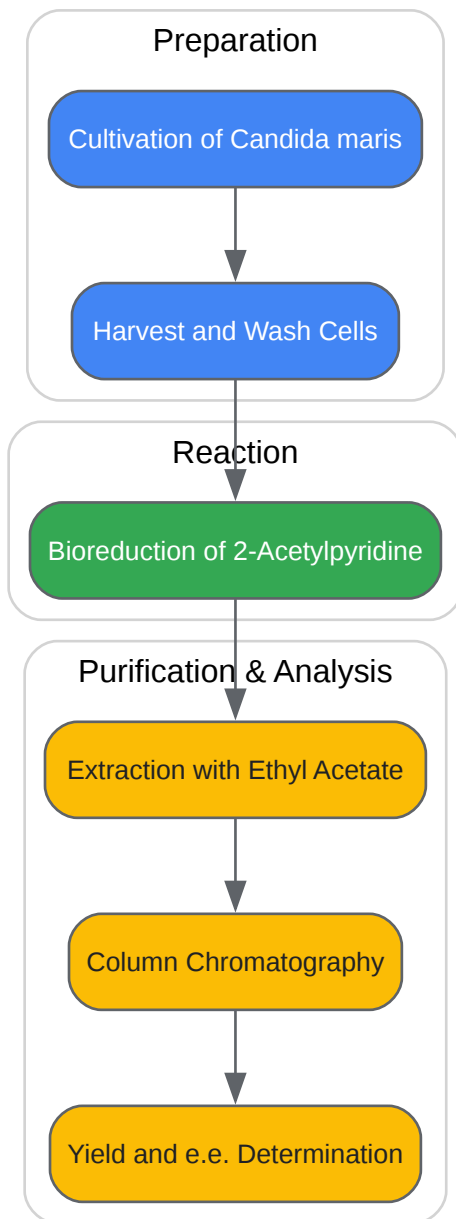 Preparation
Cultivation of Candida maris
Harvest and Wash Cells
Reaction
Bioreduction of 2-Acetylpyridine
Purification & Analysis
Extraction with Ethyl Acetate
Column Chromatography
Yield and e.e. Determination